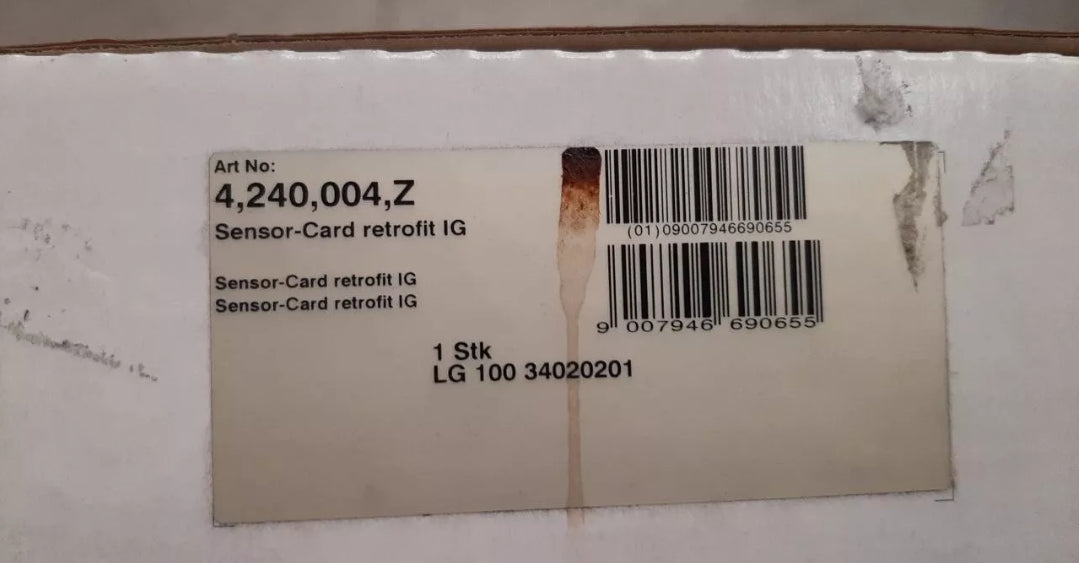 Art No:
4,240,004,Z
Sensor-Card retrofit IG
Sensor-Card retrofit IG
Sensor-Card retrofit IG
(01)09007946690655
9 007946 690655
1 Stk
LG 100 34020201